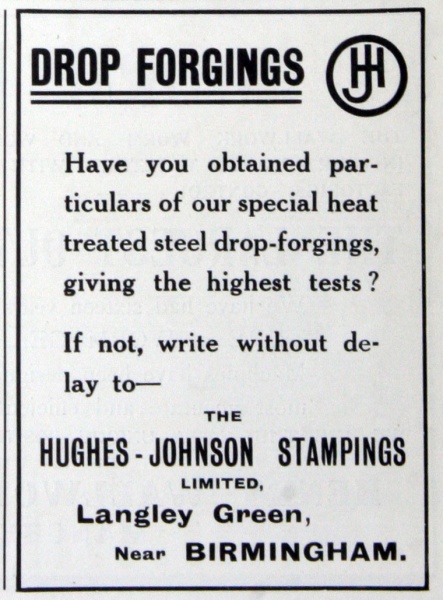 DROP FORGINGS
HJ
Have you obtained par-
ticulars of our special heat
treated steel drop-forgings,
giving the highest tests?
If not, write without de-
lay to—
THE
HUGHES-JOHNSON STAMPINGS
LIMITED,
Langley Green,
Near BIRMINGHAM.